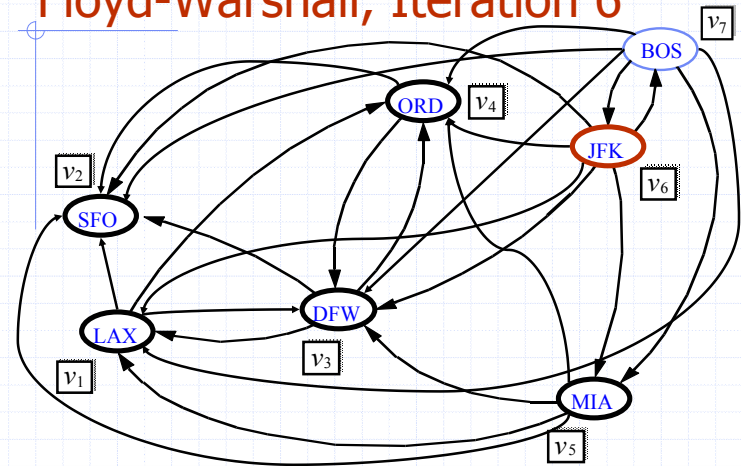 Floyd-Warshall, Iteration 6
v7
BOS
ORD
v4
JFK
v2
v6
SFO
DFW
LAX
v3
v1
MIA
v5